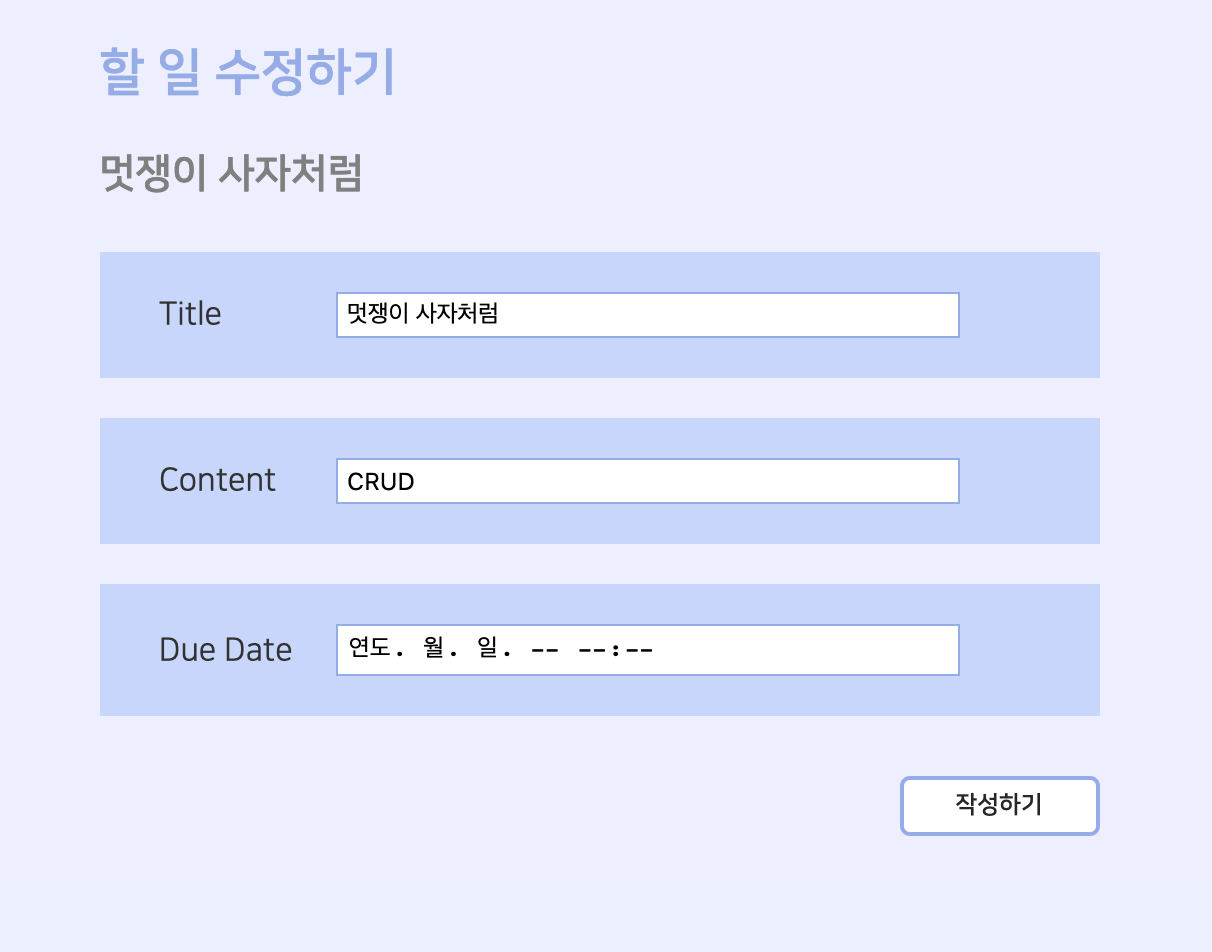 할 일 수정하기
멋쟁이 사자처럼
Title 멋쟁이 사자처럼
Content CRUD
Due Date 연도. 월. 일. -- --:--
작성하기